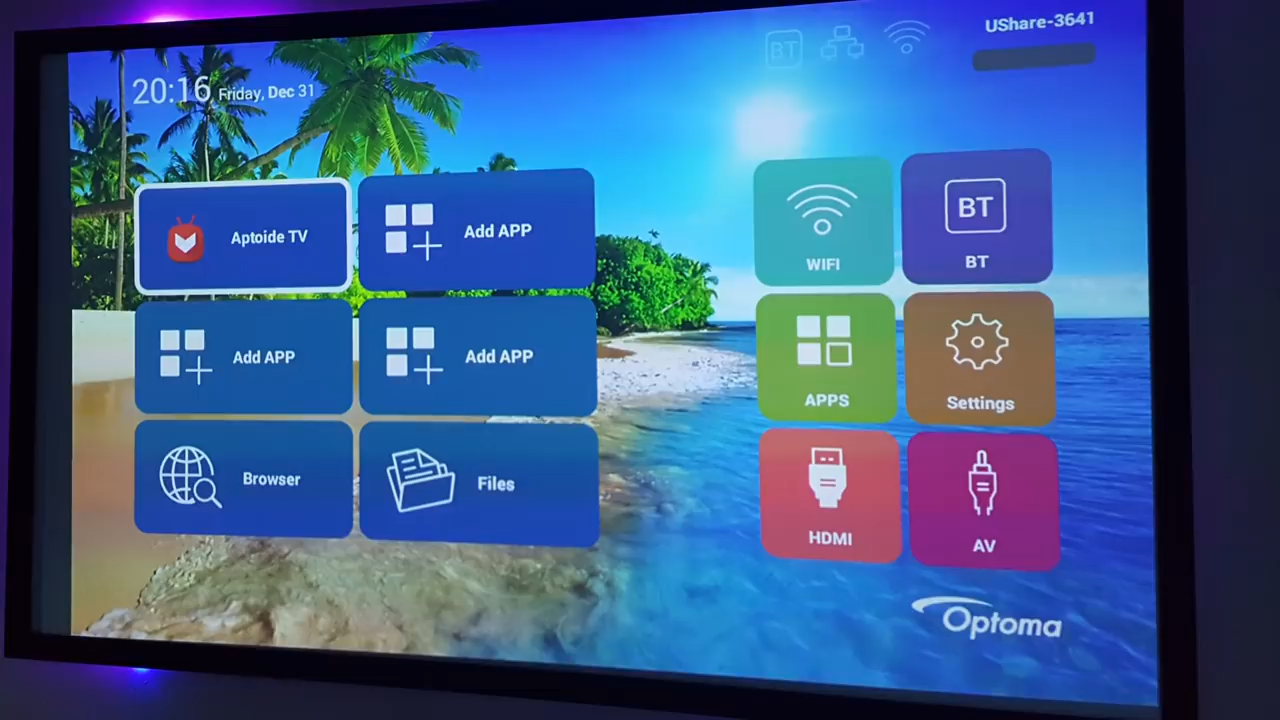 BT
UShare-3641
20:16 Friday, Dec 31
Aptoide TV
Add APP
Add APP
Add APP
Browser
Files
WIFI
BT
BT
APPS
Settings
HDMI
AV
Optoma